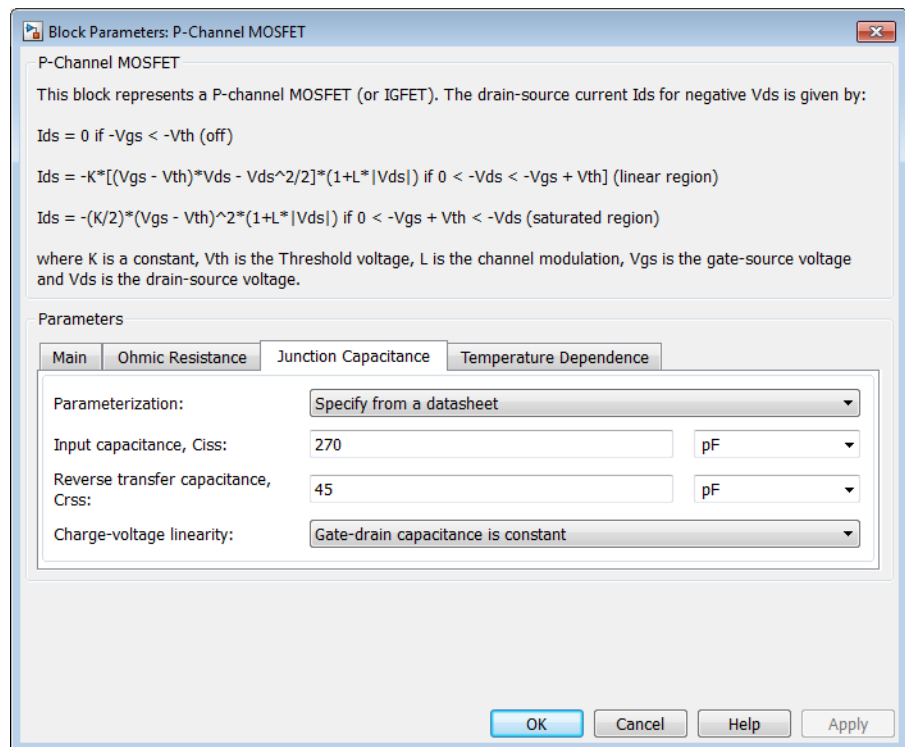 Block Parameters: P-Channel MOSFET
P-Channel MOSFET
This block represents a P-channel MOSFET (or IGFET). The drain-source current Ids for negative Vds is given by:
Ids = 0 if -Vgs < -Vth (off)
Ids = -K*[(Vgs - Vth)*Vds - Vds^2/2]*(1+L*|Vds|) if 0 < -Vds < -Vgs + Vth] (linear region)
Ids = -(K/2)*(Vgs - Vth)^2*(1+L*|Vds|) if 0 < -Vgs + Vth < -Vds (saturated region)
where K is a constant, Vth is the Threshold voltage, L is the channel modulation, Vgs is the gate-source voltage
and Vds is the drain-source voltage.
Parameters
Main Ohmic Resistance Junction Capacitance Temperature Dependence
Parameterization: Specify from a datasheet
Input capacitance, Ciss: 270 pF
Reverse transfer capacitance,
Crss: 45 pF
Charge-voltage linearity: Gate-drain capacitance is constant
OK Cancel Help Apply